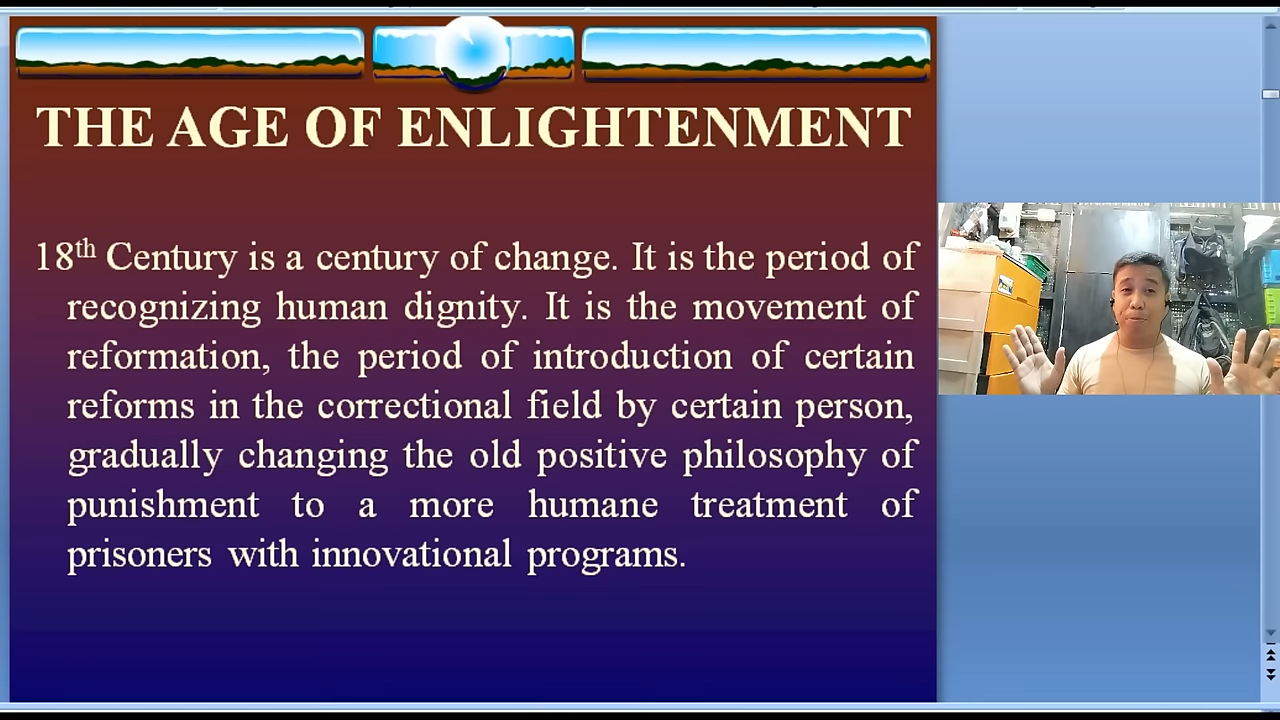 THE AGE OF ENLIGHTENMENT
18th Century is a century of change. It is the period of
recognizing human dignity. It is the movement of
reformation, the period of introduction of certain
reforms in the correctional field by certain person,
gradually changing the old positive philosophy of
punishment to a more humane treatment of
prisoners with innovational programs.